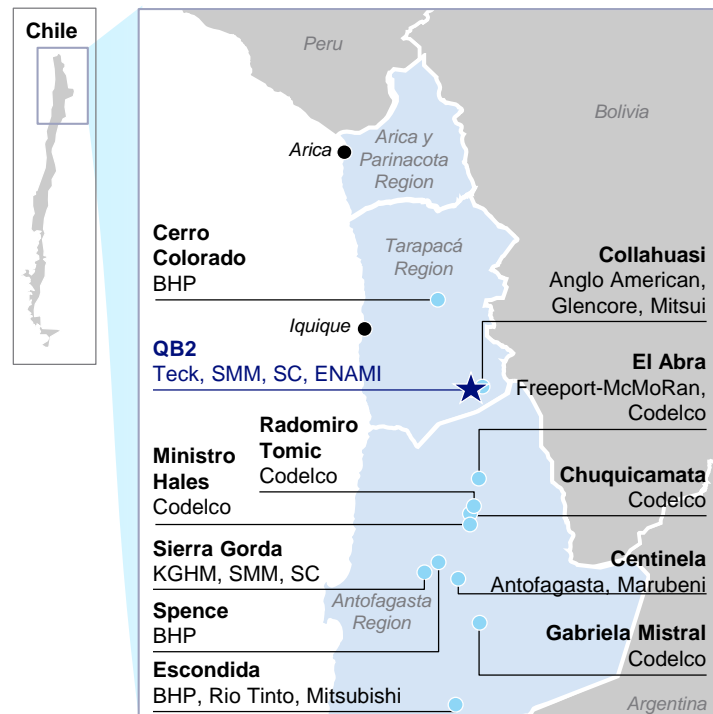 Chile
Peru
Bolivia
Arica
Arica y
Parinacota
Region
Cerro
Colorado
BHP
Tarapacá
Region
Collahuasi
Anglo American,
Glencore, Mitsui
Iquique
QB2
Teck, SMM, SC, ENAMI
El Abra
Freeport-McMoRan,
Codelco
Radomiro
Tomic
Codelco
Ministro
Hales
Codelco
Chuquicamata
Codelco
Sierra Gorda
KGHM, SMM, SC
Centinela
Antofagasta, Marubeni
Antofagasta
Region
Spence
BHP
Gabriela Mistral
Codelco
Escondida
BHP, Rio Tinto, Mitsubishi
Argentina